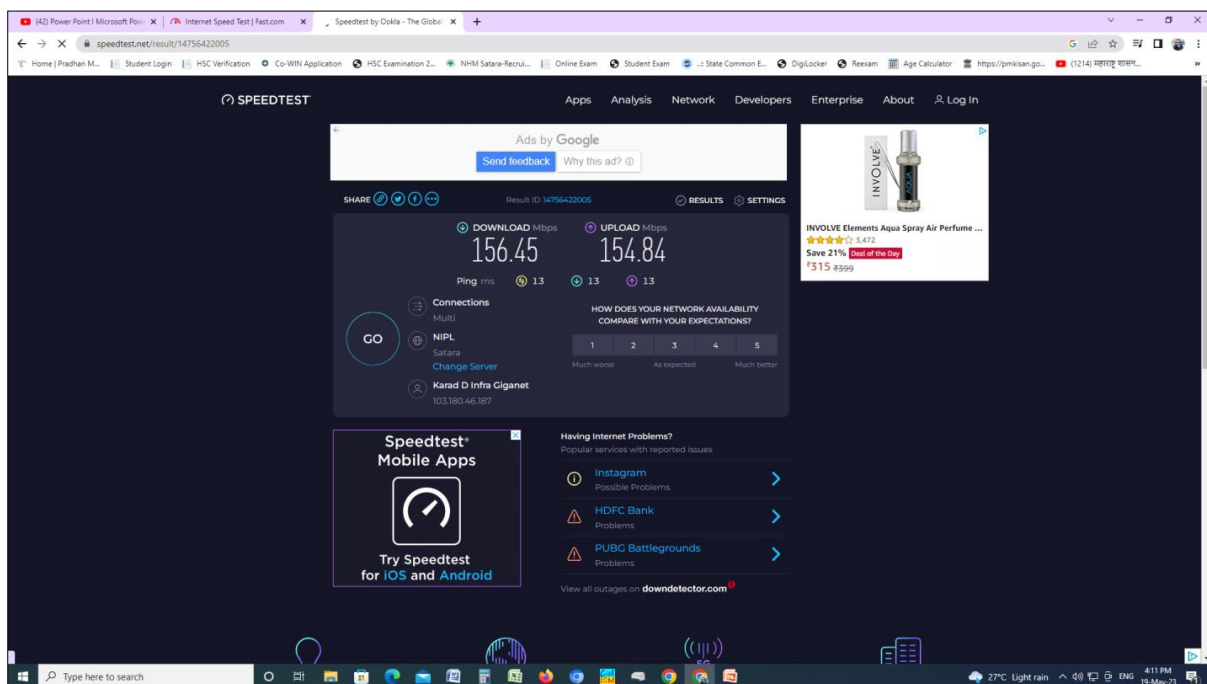 (42) Power Point I Microsoft Pow
Internet Speed Test | Fast.com
Speedtest by Ookla - The Global
speedtest.net/result/14756422005
Home | Pradhan M...
Student Login
HSC Verification
Co-WIN Application
HSC Examination 2...
NHM Satara-Recrui...
Online Exam
Student Exam
..:: State Common E...
DigiLocker
Reexam
Age Calculator
https://pmkisan.go...
(1214) महाराष्ट्र शासन...
SPEEDTEST
Apps Analysis Network Developers Enterprise About Log In
Ads by Google
Send feedback Why this ad?
SHARE
Result ID 14756422005
RESULTS SETTINGS
DOWNLOAD Mbps UPLOAD Mbps
156.45 154.84
Ping ms 13 13 13
Connections
Multi
GO
NIPL
Satara
Change Server
Karad D Infra Giganet
103.180.46.187
HOW DOES YOUR NETWORK AVAILABILITY
COMPARE WITH YOUR EXPECTATIONS?
1 2 3 4 5
Much worse As expected Much better
INVOLVE
AQUA
INVOLVE Elements Aqua Spray Air Perfume ...
3,472
Save 21% Deal of the Day
₹315 ₹399
Speedtest®
Mobile Apps
Try Speedtest
for iOS and Android
Having Internet Problems?
Popular services with reported issues
Instagram
Possible Problems
HDFC Bank
Problems
PUBG Battlegrounds
Problems
View all outages on downdetector.com
5G
Type here to search
ISM
27°C Light rain
ENG
4:11 PM
19-May-23